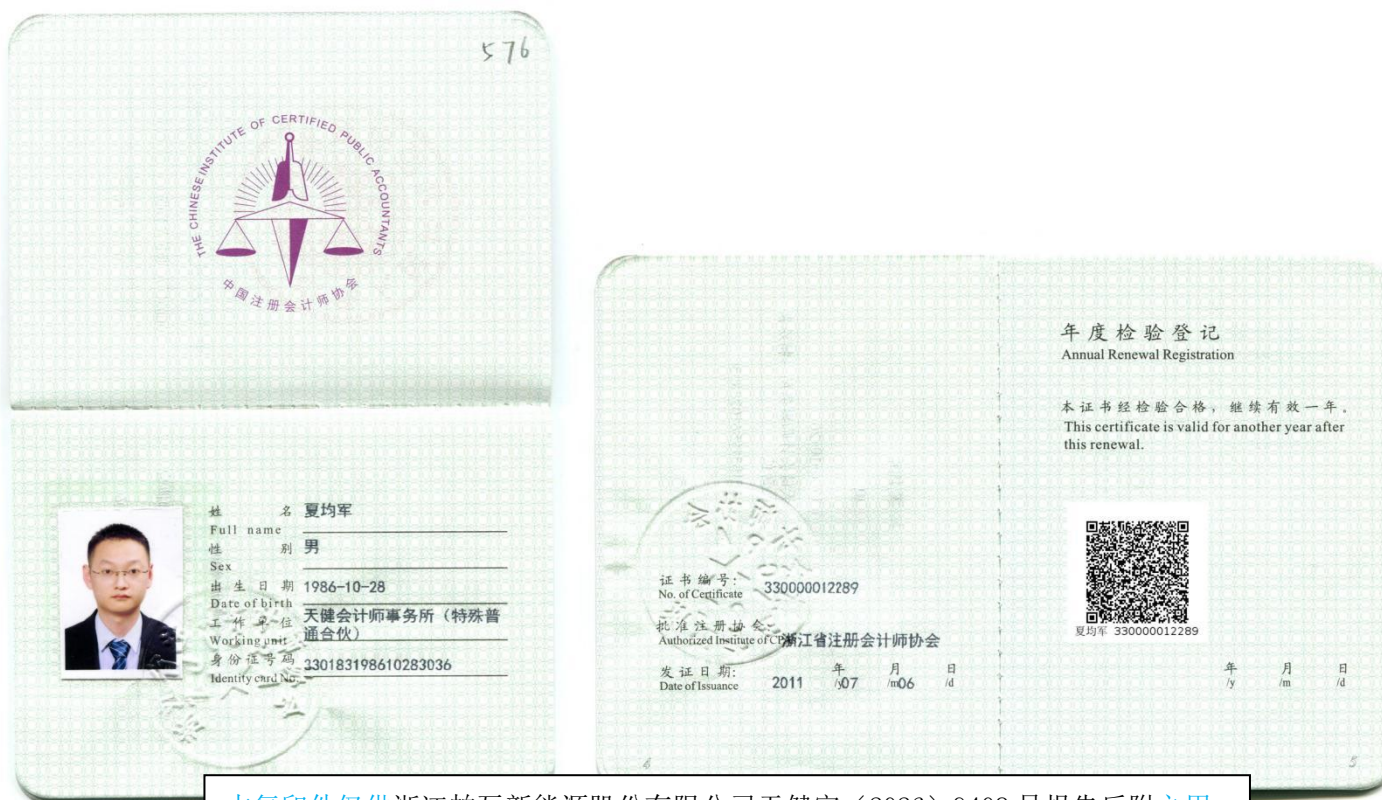 576
THE CHINESE INSTITUTE OF CERTIFIED PUBLIC ACCOUNTANTS
中国注册会计师协会
姓 名 夏均军
Full name
性 别 男
Sex
出生日期 1986-10-28
Date of birth
工作单位 天健会计师事务所（特殊普
Working unit 通合伙）
身份证号码 330183198610283036
Identity card No.
证书编号: 330000012289
No. of Certificate
批准注册协会: 浙江省注册会计师协会
Authorized Institute of CPAs
发证日期: 2011 年 07 月 06 日
Date of Issuance /y /m /d
6
年度检验登记
Annual Renewal Registration
本证书经检验合格，继续有效一年。
This certificate is valid for another year after
this renewal.
夏均军 330000012289
年 月 日
/y /m /d
5